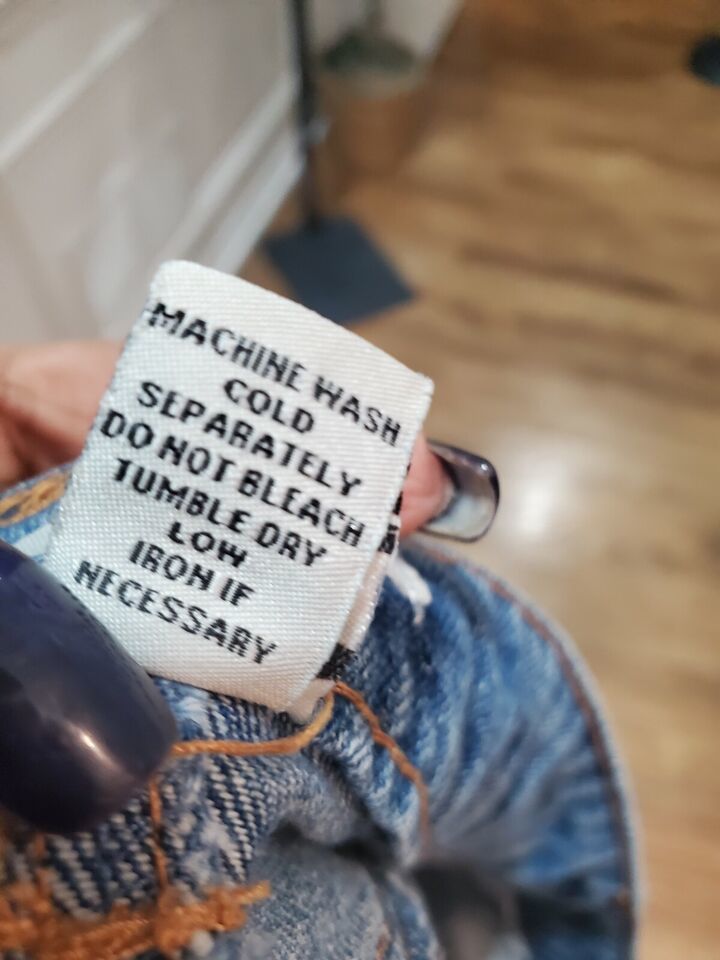 MACHINE WASH
COLD
SEPARATELY
DO NOT BLEACH
TUMBLE DRY
LOW
IRON IF
NECESSARY